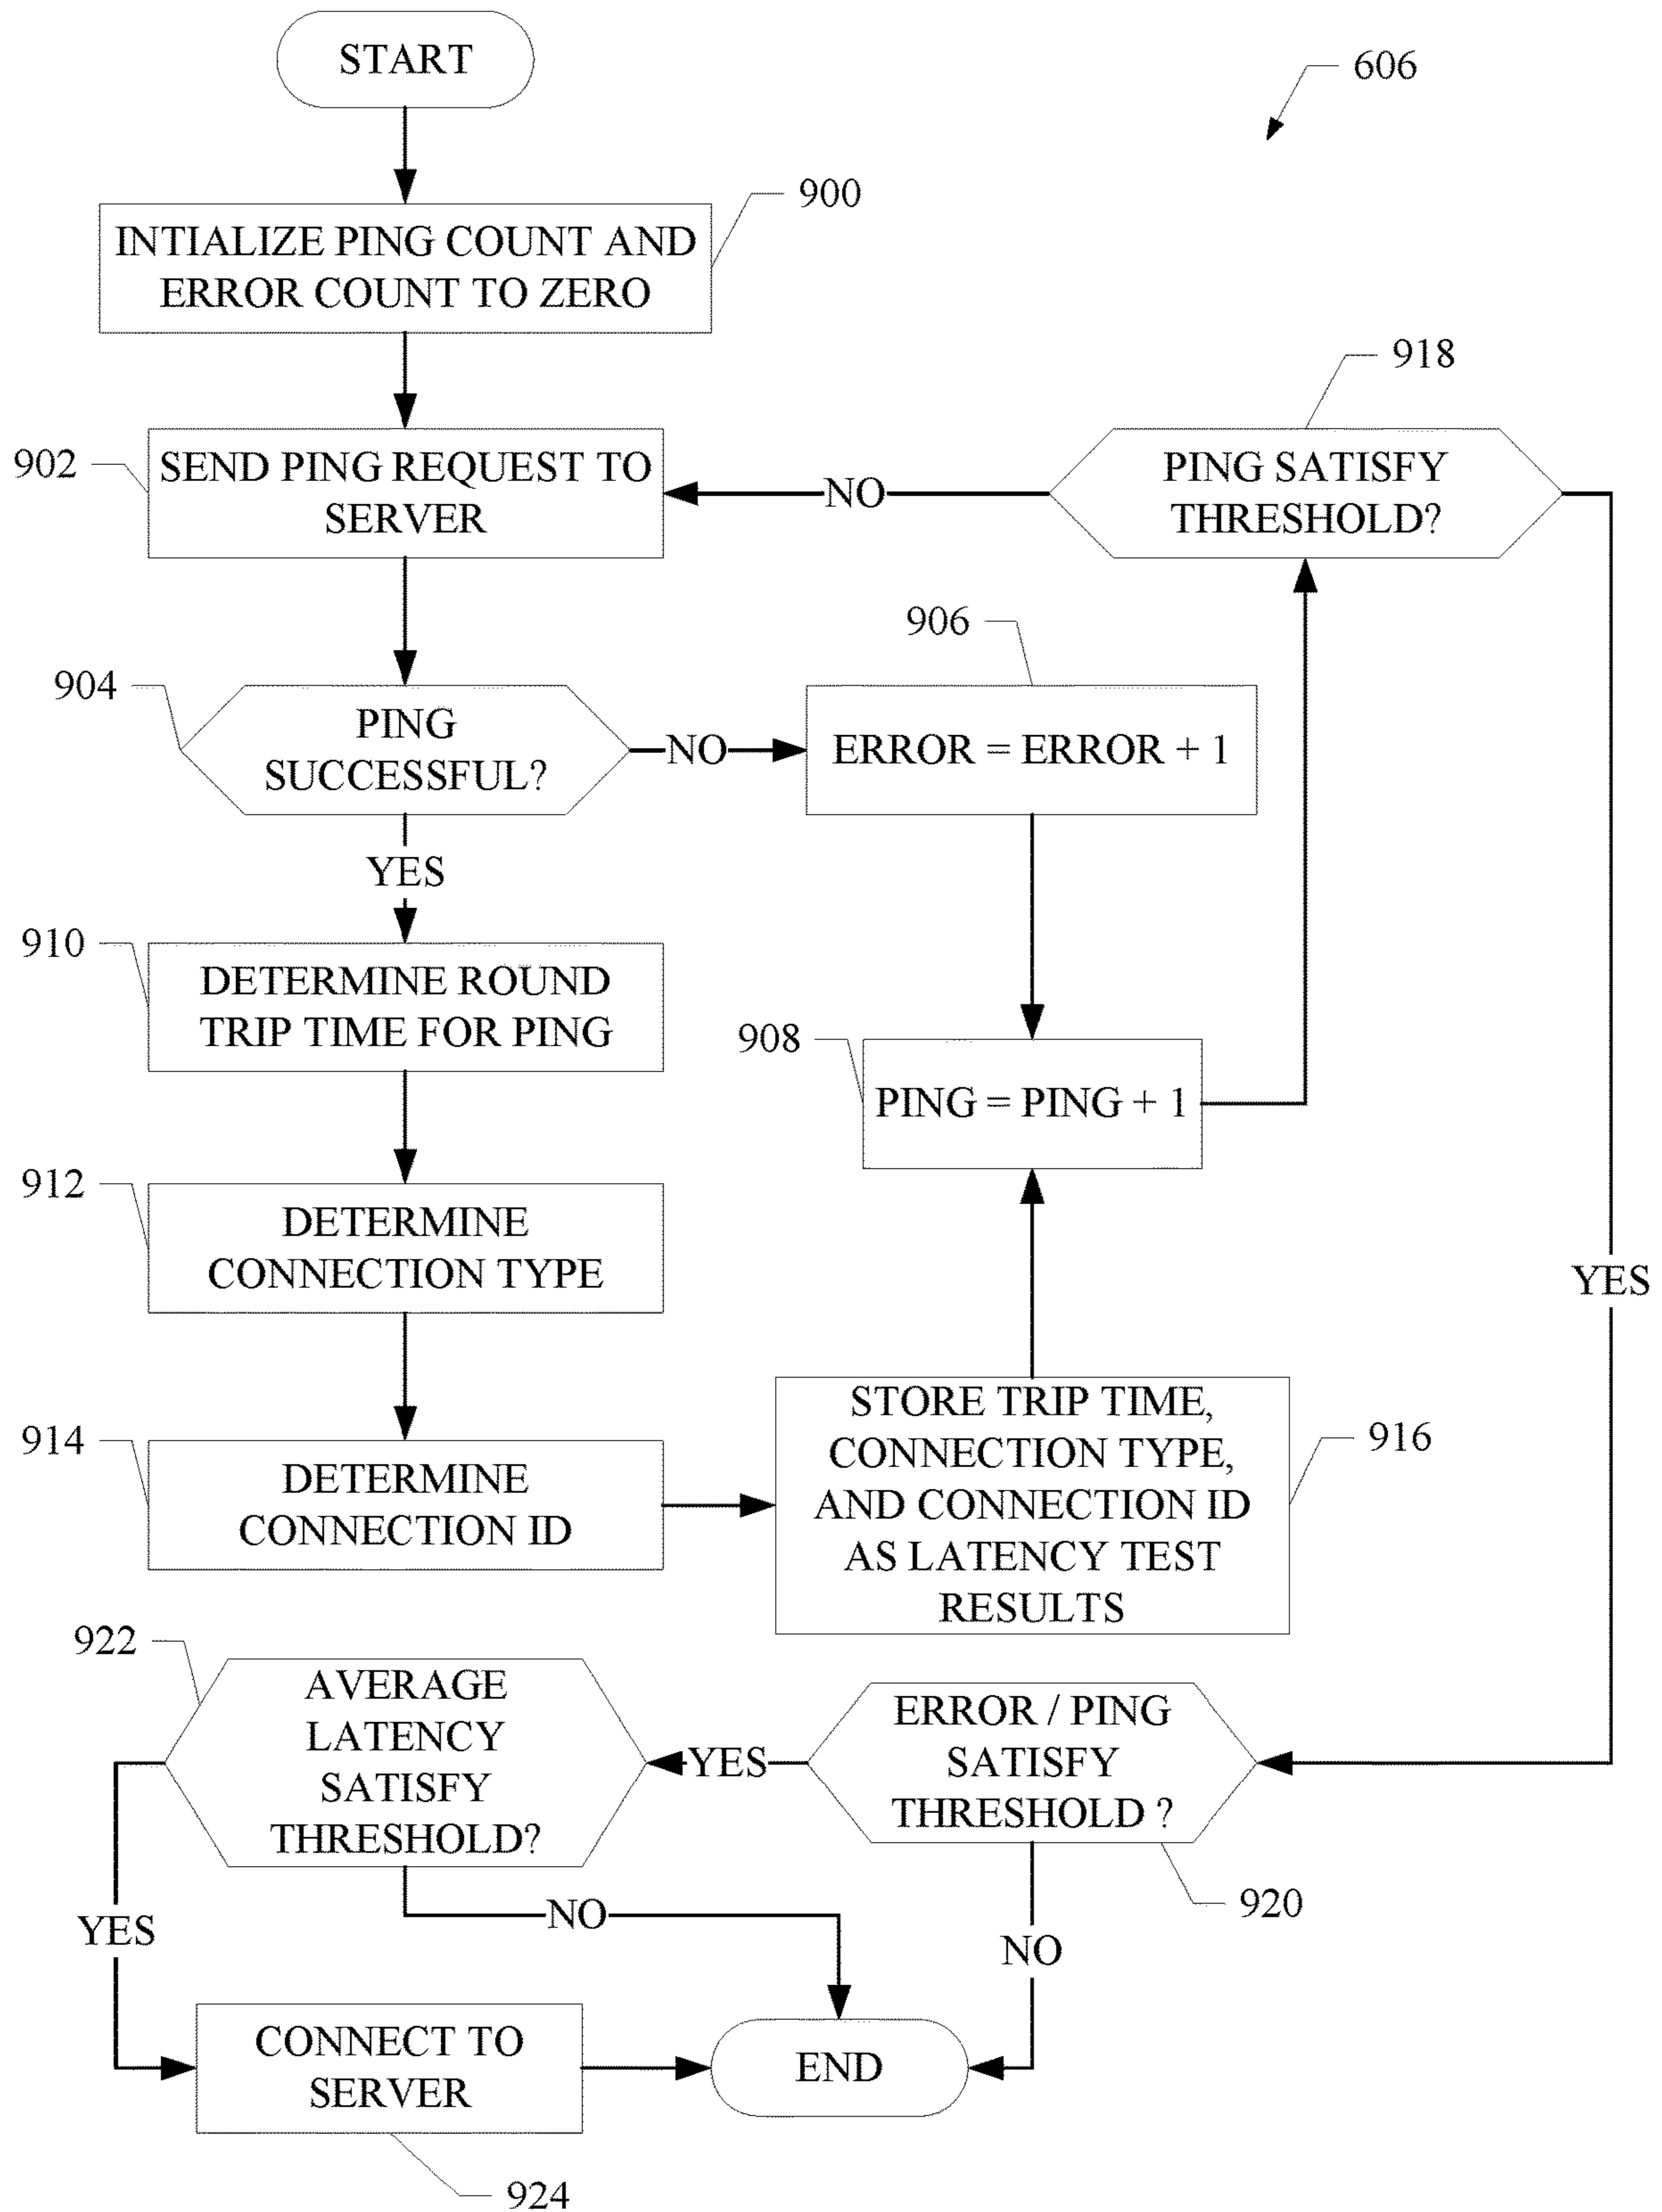 START
606
900
INTIALIZE PING COUNT AND
ERROR COUNT TO ZERO
918
902
SEND PING REQUEST TO
SERVER
NO
PING SATISFY
THRESHOLD?
906
904
PING
SUCCESSFUL?
NO
ERROR = ERROR + 1
YES
910
DETERMINE ROUND
TRIP TIME FOR PING
908
PING = PING + 1
912
DETERMINE
CONNECTION TYPE
YES
914
DETERMINE
CONNECTION ID
STORE TRIP TIME,
CONNECTION TYPE,
AND CONNECTION ID
AS LATENCY TEST
RESULTS
916
922
AVERAGE
LATENCY
SATISFY
THRESHOLD?
YES
ERROR / PING
SATISFY
THRESHOLD ?
920
NO
YES
NO
CONNECT TO
SERVER
END
924